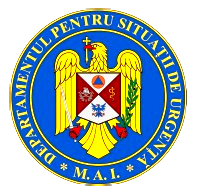 DEPARTAMENTUL PENTRU SITUAȚII DE URGENȚĂ
* M.A.I. *